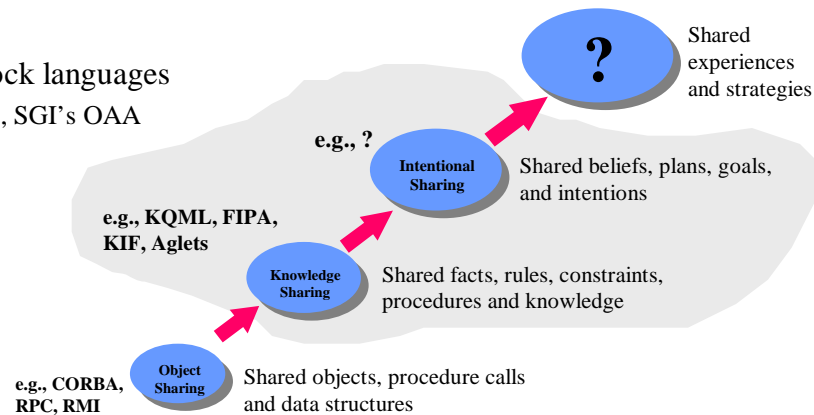 ock languages
, SGI's OAA
?
Shared
experiences
and strategies
e.g., ?
Intentional
Sharing
Shared beliefs, plans, goals,
and intentions
e.g., KQML, FIPA,
KIF, Aglets
Knowledge
Sharing
Shared facts, rules, constraints,
procedures and knowledge
e.g., CORBA,
RPC, RMI
Object
Sharing
Shared objects, procedure calls
and data structures